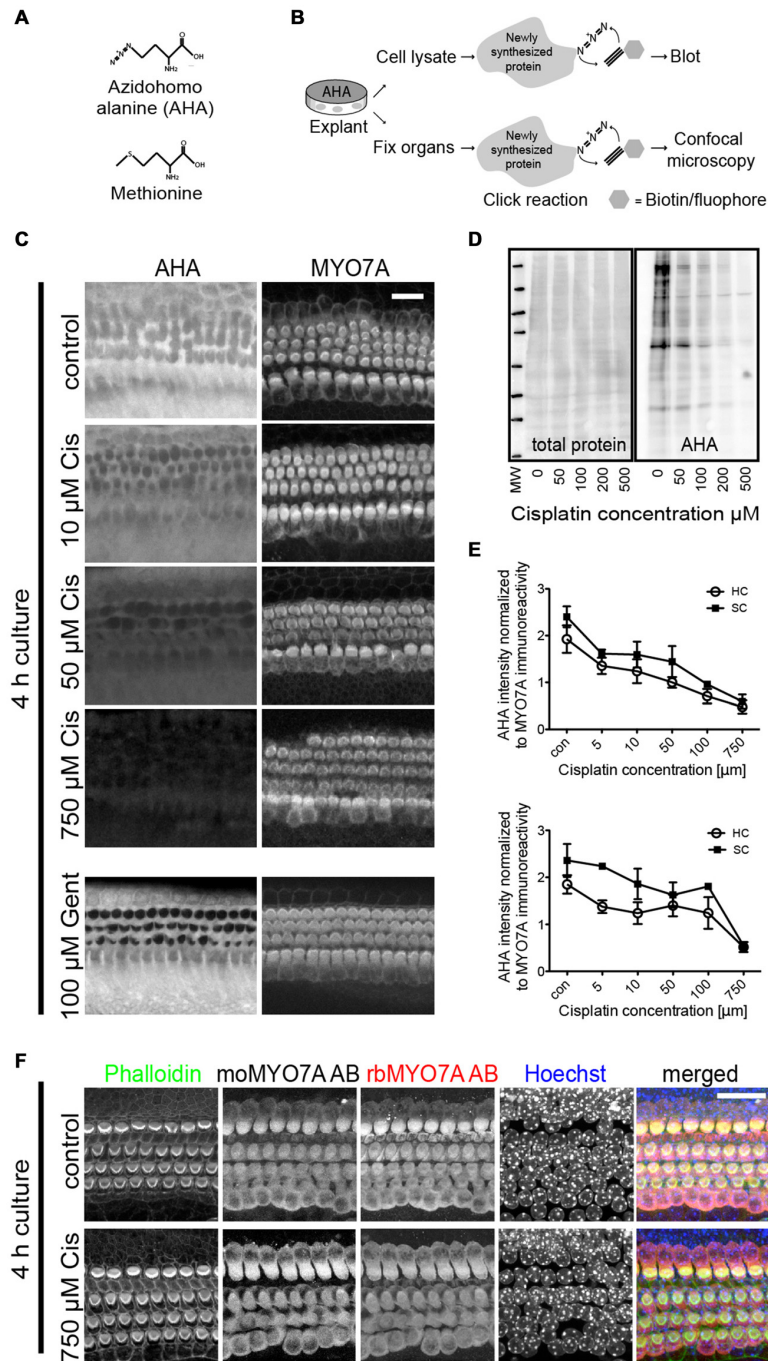 A
N=N=N
O
OH
NH₂
Azidohomo
alanine (AHA)
S
O
OH
NH₂
Methionine
B
AHA
Explant
Cell lysate
Newly
synthesized
protein
N=N=N
+
Blot
Fix organs
Newly
synthesized
protein
N=N=N
+
Confocal
microscopy
Click reaction
= Biotin/fluophore
C
AHA
MYO7A
4 h culture
control
10 µM Cis
50 µM Cis
750 µM Cis
100 µM Gent
D
total protein
AHA
MW 0 50 100 200 500
0 50 100 200 500
Cisplatin concentration µM
E
AHA intensity normalized
to MYO7A immunoreactivity
3
2
1
0
HC
SC
con 5 10 50 100 750
Cisplatin concentration [µm]
AHA intensity normalized
to MYO7A immunoreactivity
3
2
1
0
HC
SC
con 5 10 50 100 750
Cisplatin concentration [µm]
F
Phalloidin moMYO7A AB rbMYO7A AB Hoechst merged
4 h culture
control
750 µM Cis